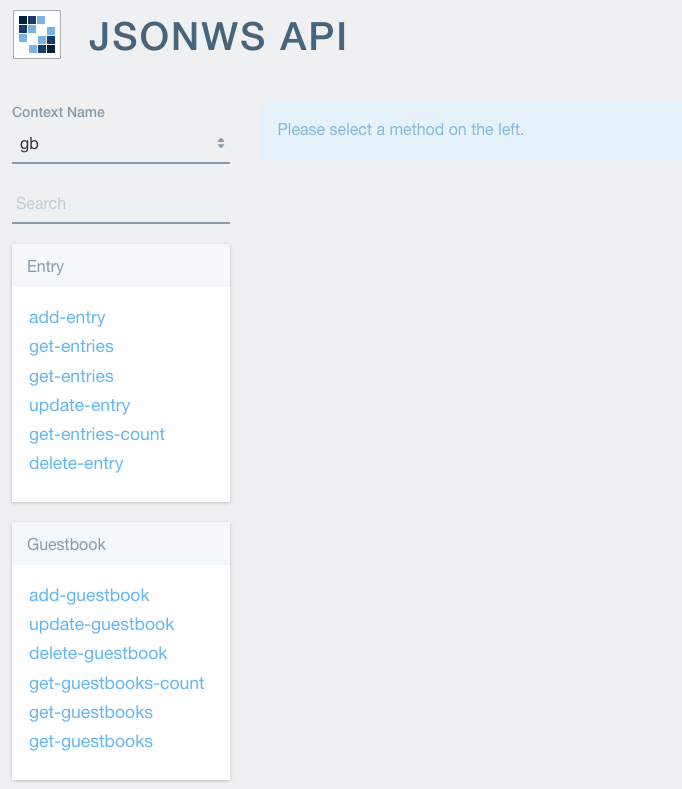 JSONWS API
Context Name
gb
Search
Entry
add-entry
get-entries
get-entries
update-entry
get-entries-count
delete-entry
Guestbook
add-guestbook
update-guestbook
delete-guestbook
get-guestbooks-count
get-guestbooks
get-guestbooks
Please select a method on the left.